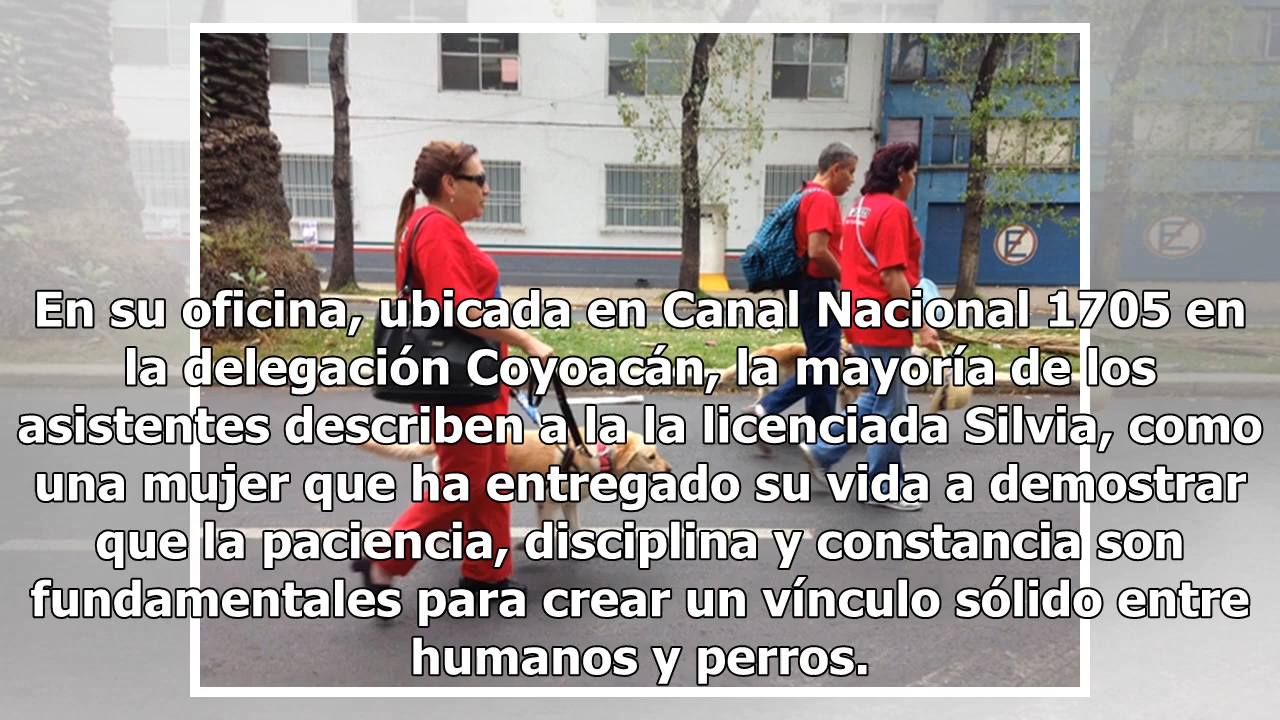 En su oficina, ubicada en Canal Nacional 1705 en
la delegación Coyoacán, la mayoría de los
asistentes describen a la la licenciada Silvia, como
una mujer que ha entregado su vida a demostrar
que la paciencia, disciplina y constancia son
fundamentales para crear un vínculo sólido entre
humanos y perros.
E
E